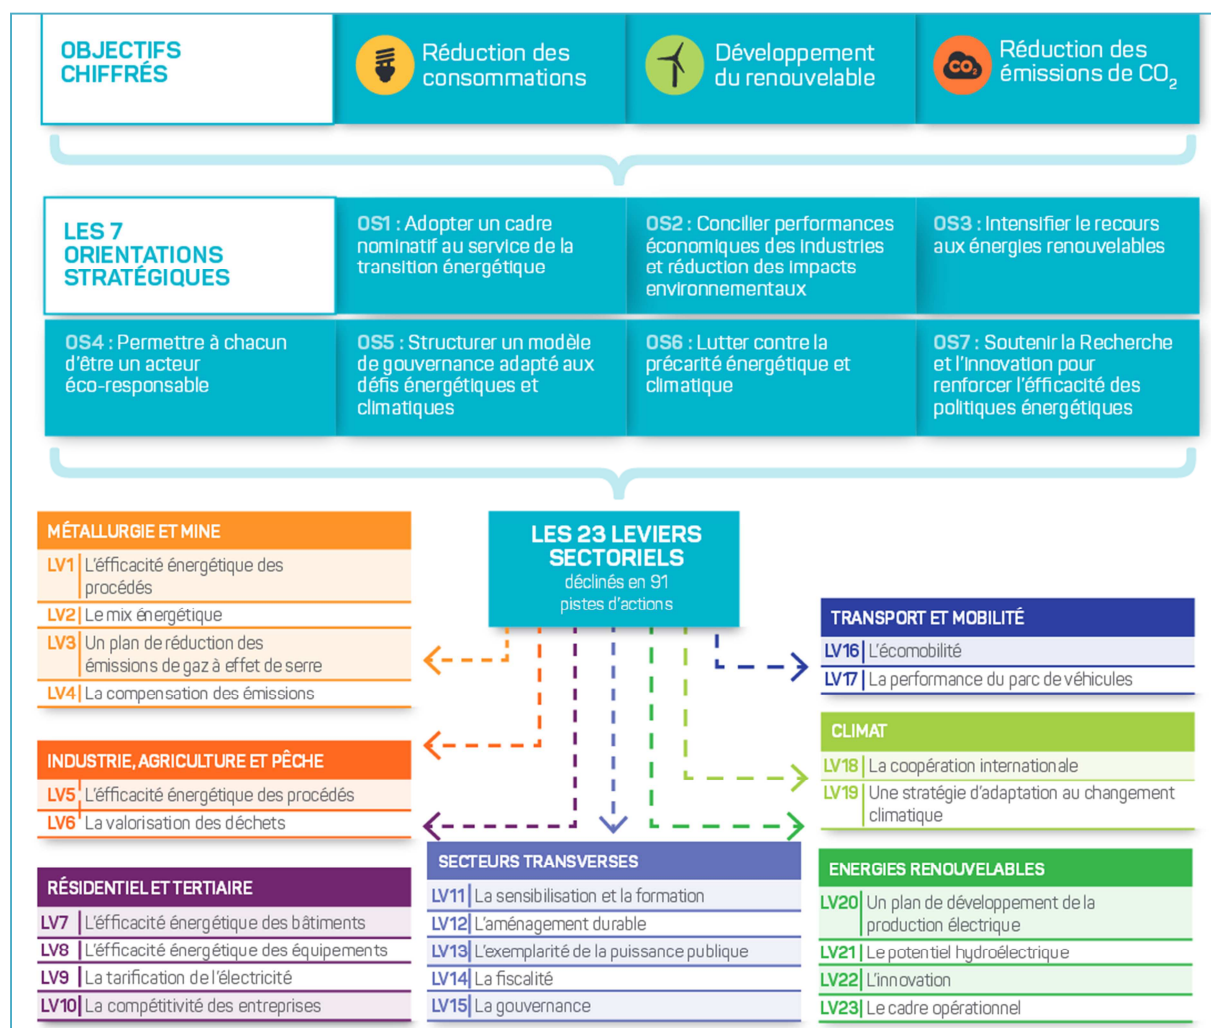 OBJECTIFS
CHIFFRÉS
Réduction des
consommations
Développement
du renouvelable
CO₂
Réduction des
émissions de CO₂
LES 7
ORIENTATIONS
STRATÉGIQUES
OS1 : Adopter un cadre
nominatif au service de la
transition énergétique
OS2 : Concilier performances
économiques des industries
et réduction des impacts
environnementaux
OS3 : Intensifier le recours
aux énergies renouvelables
OS4 : Permettre à chacun
d'être un acteur
éco-responsable
OS5 : Structurer un modèle
de gouvernance adapté aux
défis énergétiques et
climatiques
OS6 : Lutter contre la
précarité énergétique et
climatique
OS7 : Soutenir la Recherche
et l'innovation pour
renforcer l'éfficacité des
politiques énergétiques
LES 23 LEVIERS
SECTORIELS
déclinés en 91
pistes d'actions
MÉTALLURGIE ET MINE
LV1 L'éfficacité énergétique des
procédés
LV2 Le mix énergétique
LV3 Un plan de réduction des
émissions de gaz à effet de serre
LV4 La compensation des émissions
INDUSTRIE, AGRICULTURE ET PÊCHE
LV5 L'éfficacité énergétique des procédés
LV6 La valorisation des déchets
RÉSIDENTIEL ET TERTIAIRE
LV7 L'éfficacité énergétique des bâtiments
LV8 L'éfficacité énergétique des équipements
LV9 La tarification de l'électricité
LV10 La compétitivité des entreprises
SECTEURS TRANSVERSES
LV11 La sensibilisation et la formation
LV12 L'aménagement durable
LV13 L'exemplarité de la puissance publique
LV14 La fiscalité
LV15 La gouvernance
TRANSPORT ET MOBILITÉ
LV16 L'écomobilité
LV17 La performance du parc de véhicules
CLIMAT
LV18 La coopération internationale
LV19 Une stratégie d'adaptation au changement
climatique
ENERGIES RENOUVELABLES
LV20 Un plan de développement de la
production électrique
LV21 Le potentiel hydroélectrique
LV22 L'innovation
LV23 Le cadre opérationnel